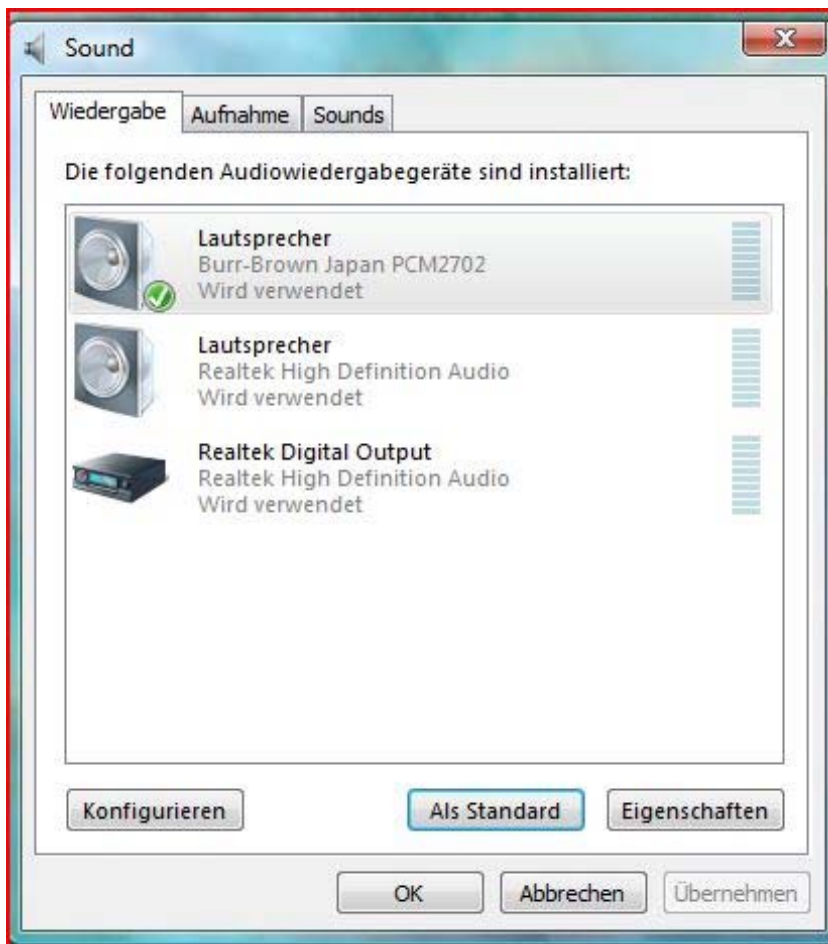 Sound
Wiedergabe Aufnahme Sounds
Die folgenden Audiowiedergabegeräte sind installiert:
Lautsprecher
Burr-Brown Japan PCM2702
Wird verwendet
Lautsprecher
Realtek High Definition Audio
Wird verwendet
Realtek Digital Output
Realtek High Definition Audio
Wird verwendet
Konfigurieren Als Standard Eigenschaften
OK Abbrechen Übernehmen